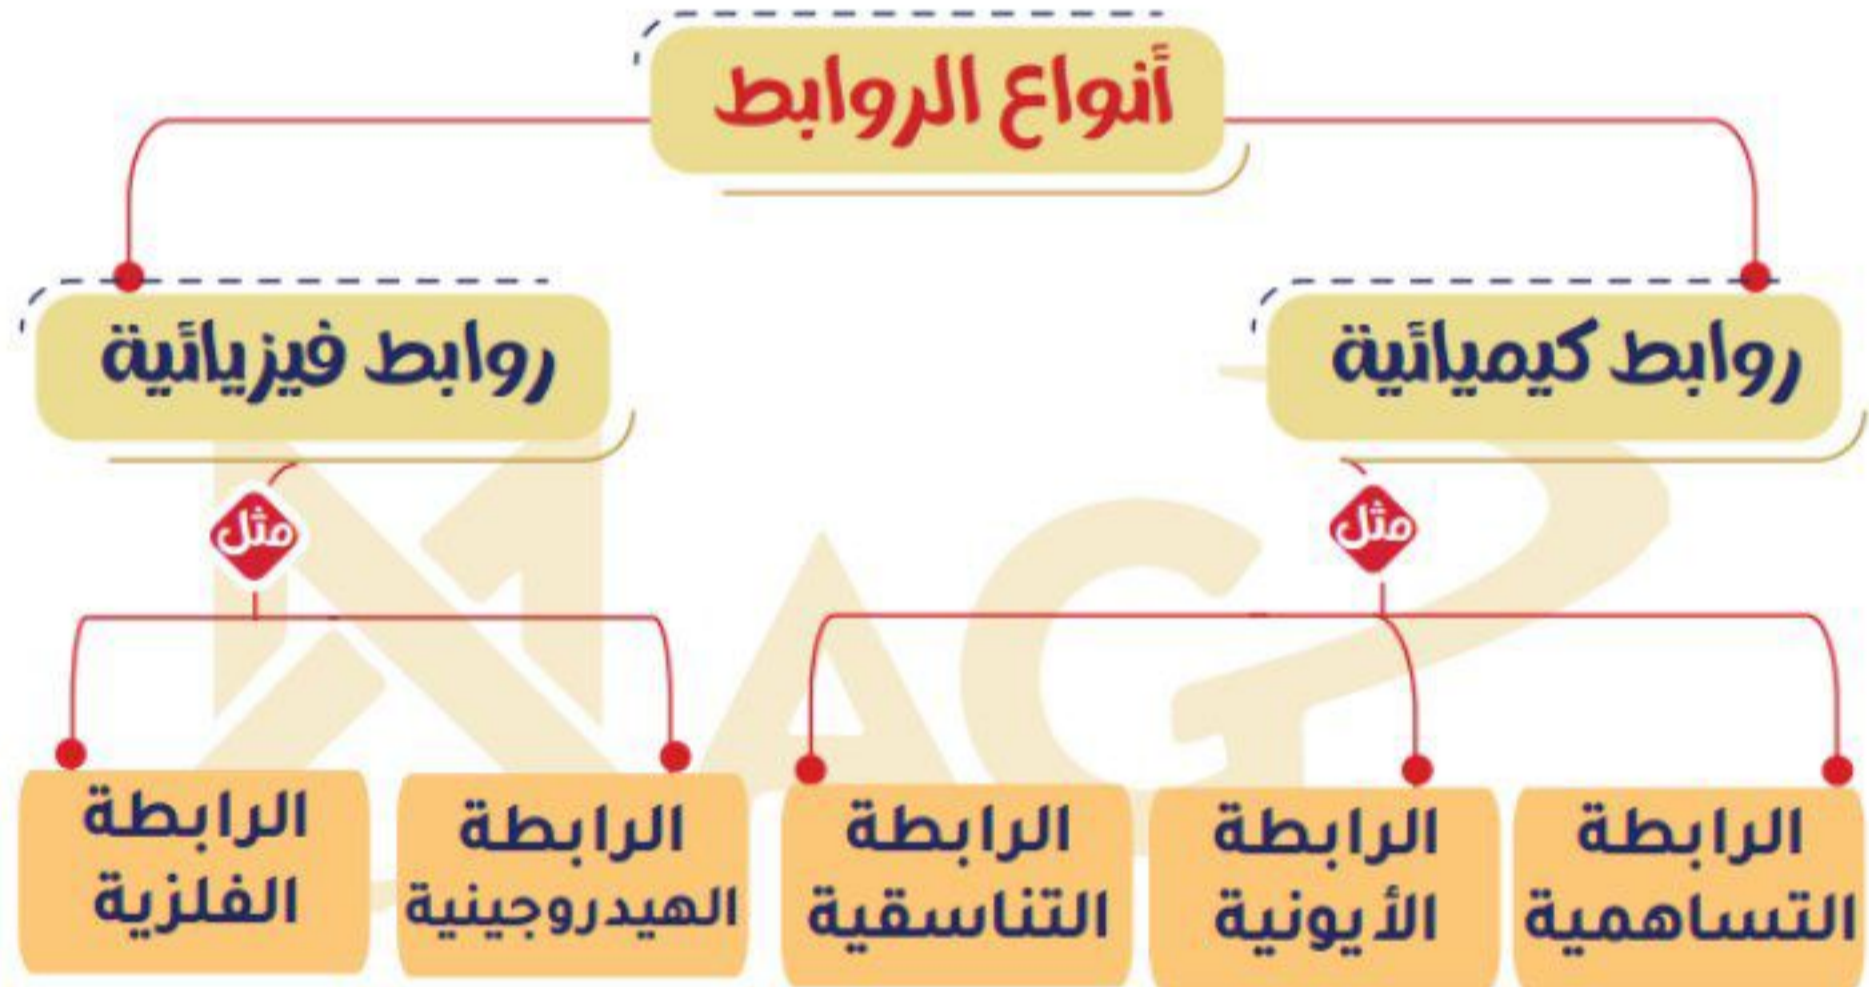 أنواع الروابط
روابط كيميائية
روابط فيزيائية
مثل
مثل
الرابطة
التساهمية
الرابطة
الأيونية
الرابطة
التناسقية
الرابطة
الهيدروجينية
الرابطة
الفلزية